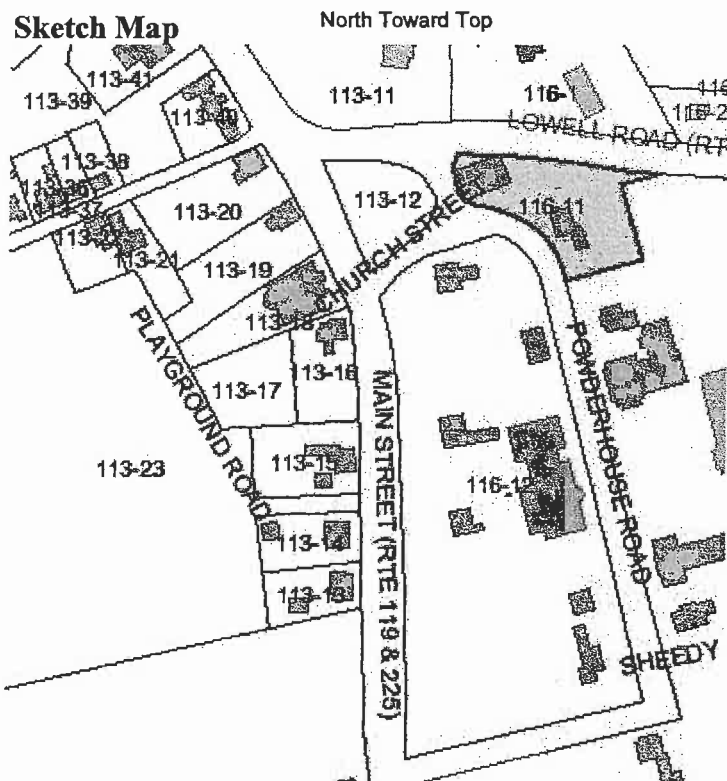 Sketch Map
North Toward Top
113-41
113-39
113-11
116-1
116-2
LOWELL ROAD (RT
113-38
113-37
113-20
113-12
116-11
113-21
113-19
CHURCH STREET
113-18
PLAYGROUND ROAD
113-17
113-16
MAIN STREET (RTE 119 & 225)
POWDERHOUSE ROAD
113-23
113-15
116-12
113-14
113-13
SHEEDY